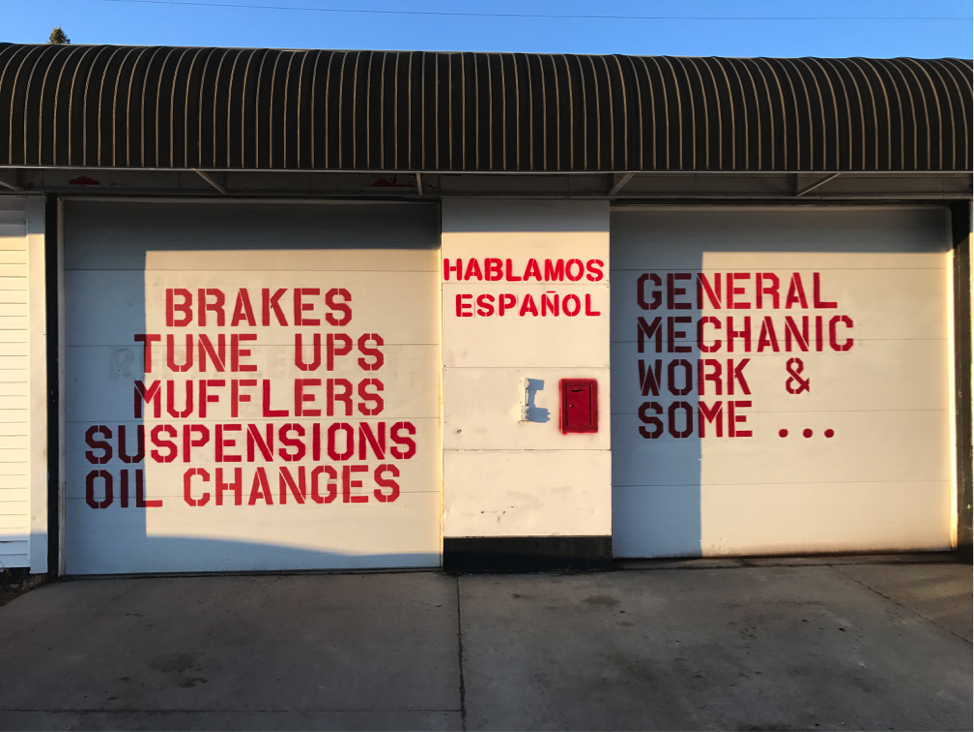 BRAKES
TUNE UPS
MUFFLERS
SUSPENSIONS
OIL CHANGES
HABLAMOS
ESPAÑOL
GENERAL
MECHANIC
WORK &
SOME ...